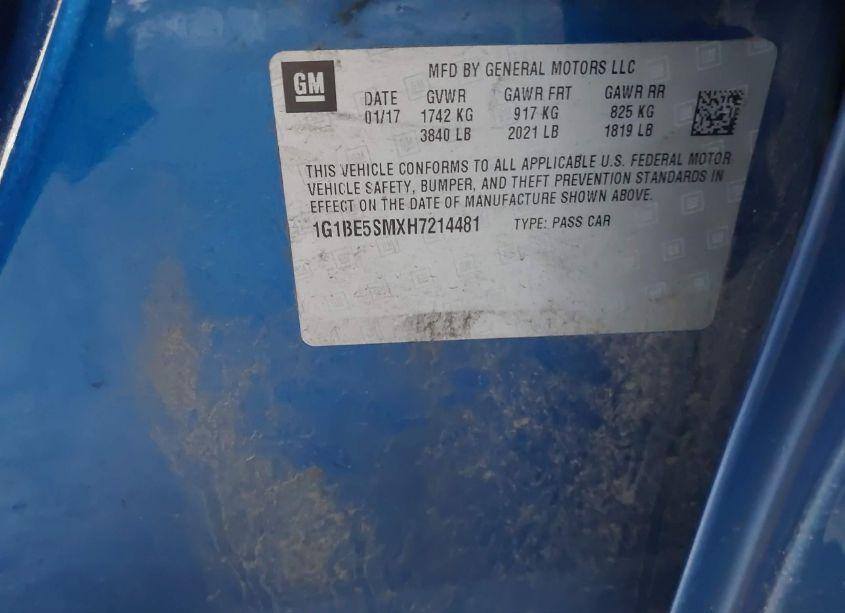 GM
MFD BY GENERAL MOTORS LLC
DATE GVWR GAWR FRT GAWR RR
01/17 1742 KG 917 KG 825 KG
3840 LB 2021 LB 1819 LB
THIS VEHICLE CONFORMS TO ALL APPLICABLE U.S. FEDERAL MOTOR
VEHICLE SAFETY, BUMPER, AND THEFT PREVENTION STANDARDS IN
EFFECT ON THE DATE OF MANUFACTURE SHOWN ABOVE.
1G1BE5SMXH7214481 TYPE: PASS CAR